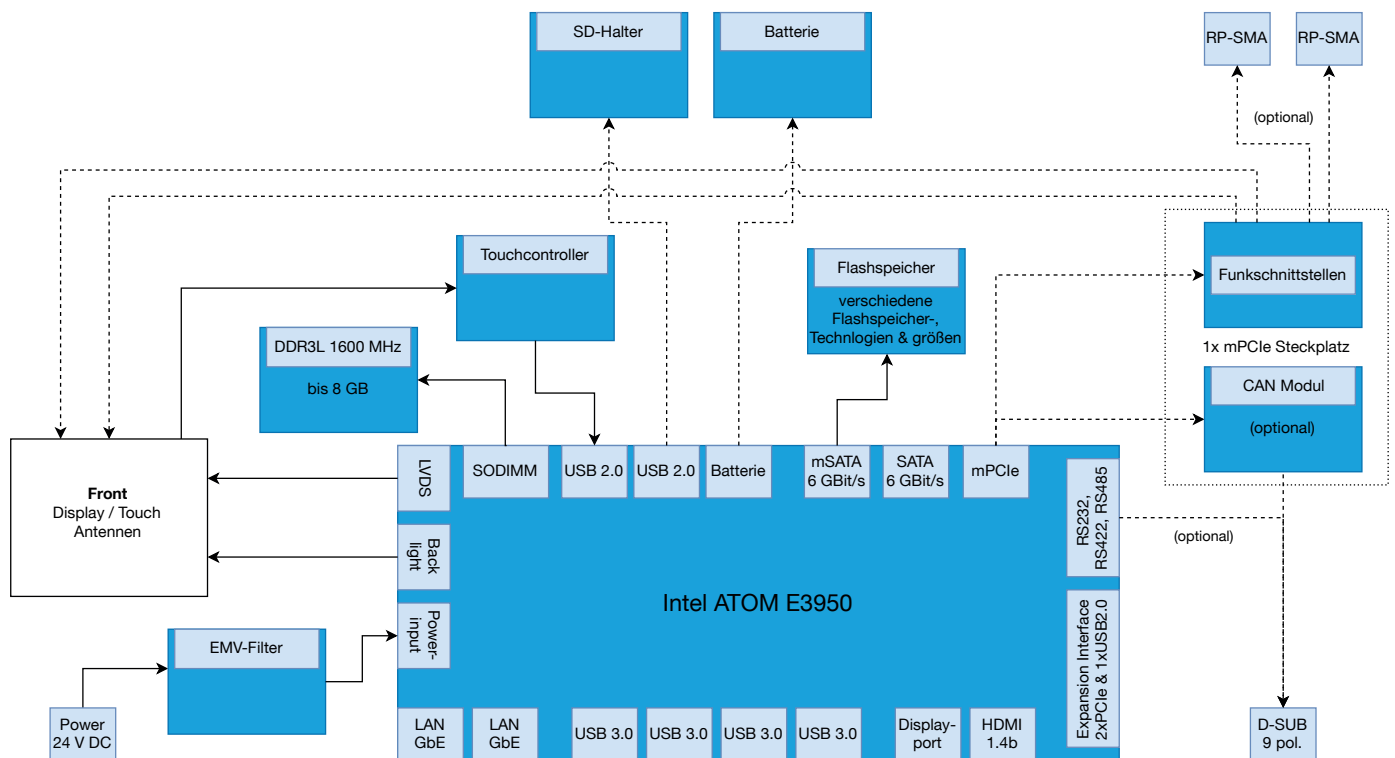 SD-Halter
Batterie
RP-SMA
RP-SMA
(optional)
Touchcontroller
Flashspeicher
verschiedene
Flashspeicher-,
Technlogien & größen
Funkschnittstellen
1x mPCIe Steckplatz
CAN Modul
(optional)
DDR3L 1600 MHz
bis 8 GB
Front
Display / Touch
Antennen
LVDS
SODIMM
USB 2.0
USB 2.0
Batterie
mSATA
6 GBit/s
SATA
6 GBit/s
mPCIe
RS232,
RS422, RS485
(optional)
Back
light
Intel ATOM E3950
Power-
input
EMV-Filter
Expansion Interface
2xPCIe & 1xUSB2.0
Power
24 V DC
LAN
GbE
LAN
GbE
USB 3.0
USB 3.0
USB 3.0
USB 3.0
Display-
port
HDMI
1.4b
D-SUB
9 pol.